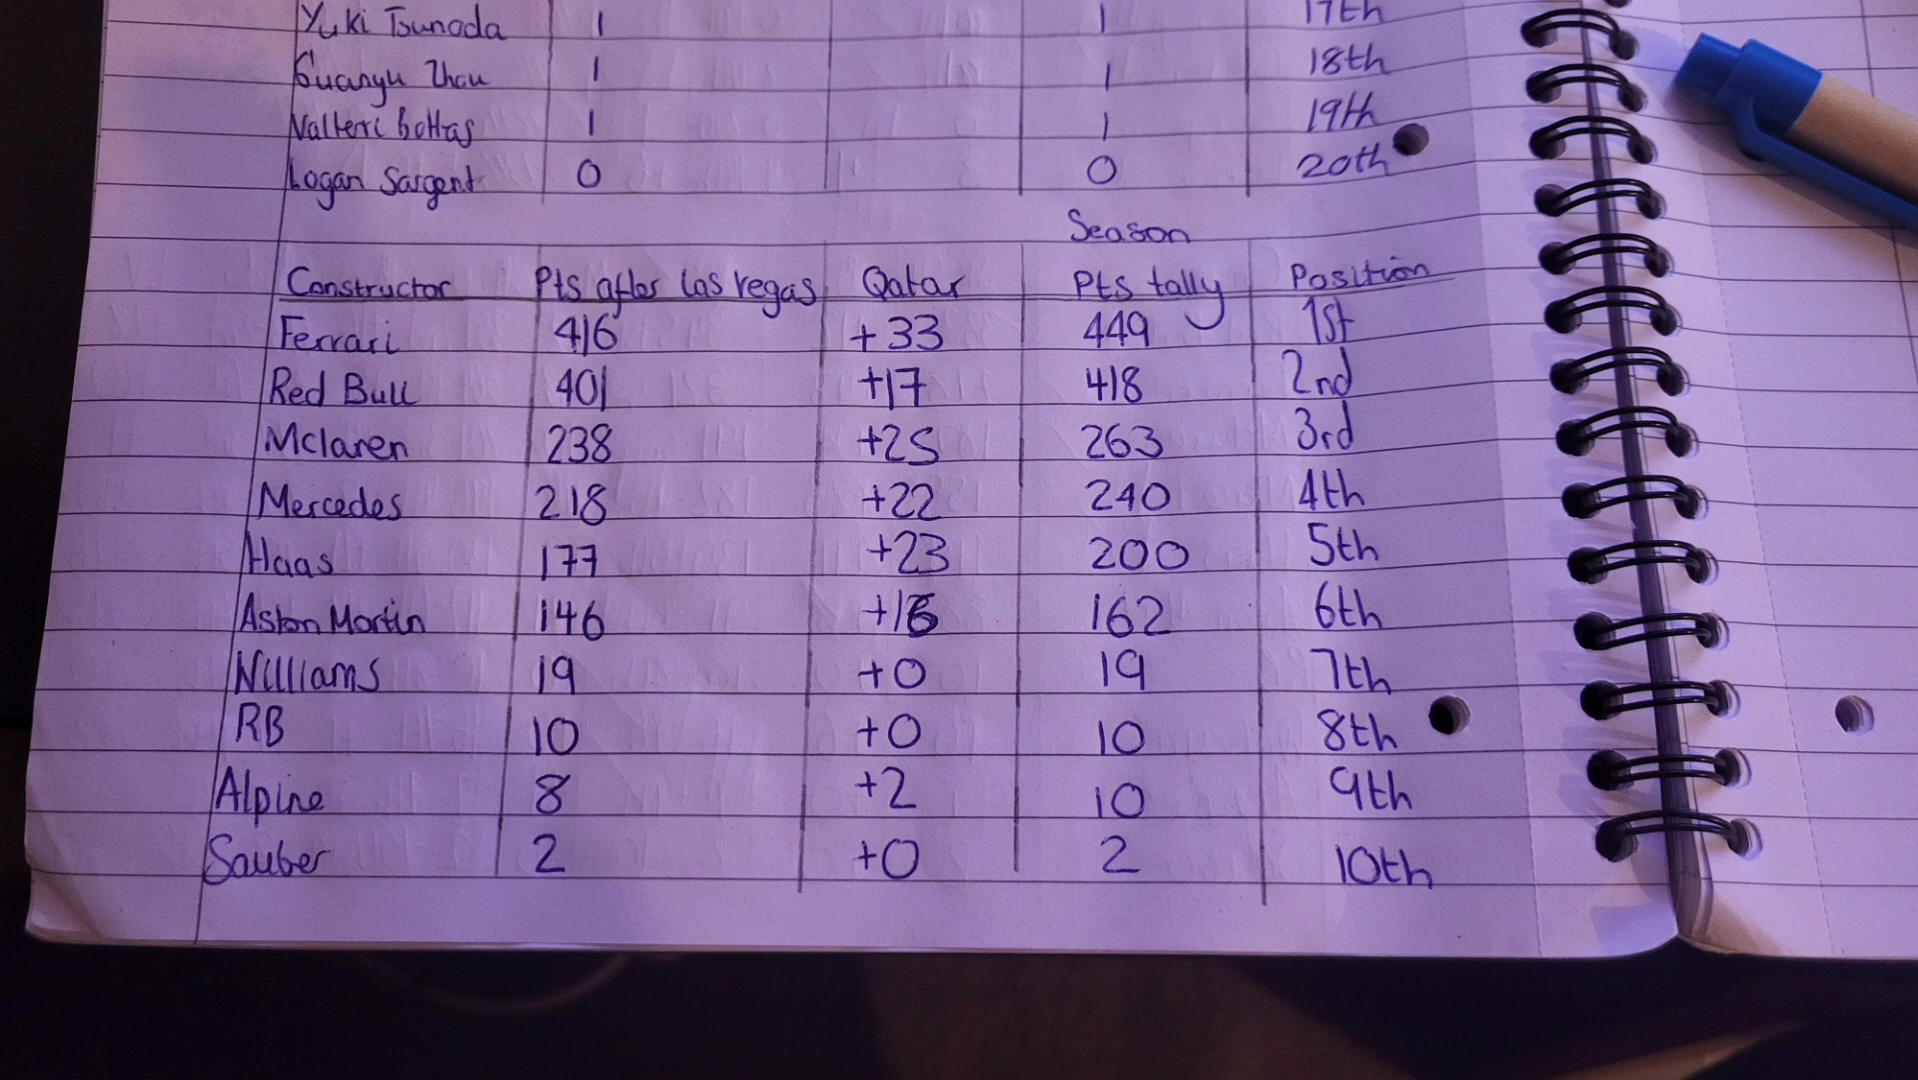 Yuki Tsunoda 1 1 17th
Guanyu Zhou 1 1 18th
Valteri bottas 1 1 19th
Logan Sargent 0 0 20th
Season
Constructor Pts after las vegas Qatar Pts tally Position
Ferrari 416 +33 449 1st
Red Bull 401 +17 418 2nd
Mclaren 238 +25 263 3rd
Mercedes 218 +22 240 4th
Haas 177 +23 200 5th
Aston Martin 146 +16 162 6th
Williams 19 +0 19 7th
RB 10 +0 10 8th
Alpine 8 +2 10 9th
Sauber 2 +0 2 10th